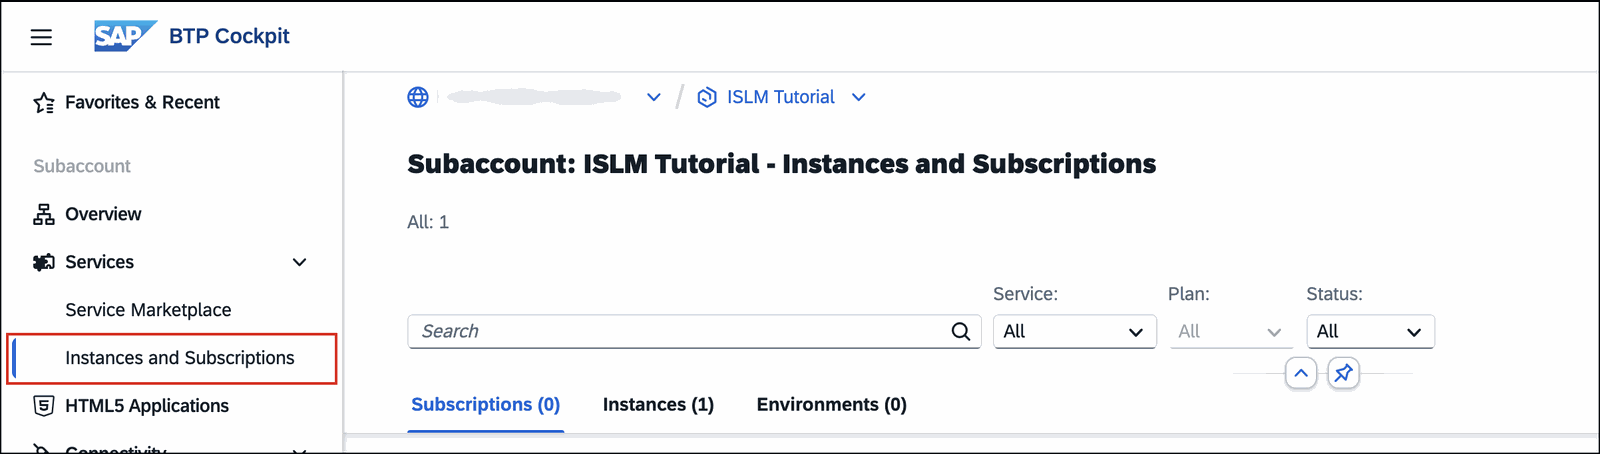 SAP BTP Cockpit
Favorites & Recent
Subaccount
Overview
Services
Service Marketplace
Instances and Subscriptions
HTML5 Applications
Connectivity
/ ISLM Tutorial
Subaccount: ISLM Tutorial - Instances and Subscriptions
All: 1
Service: Plan: Status:
Search All All All
Subscriptions (0) Instances (1) Environments (0)